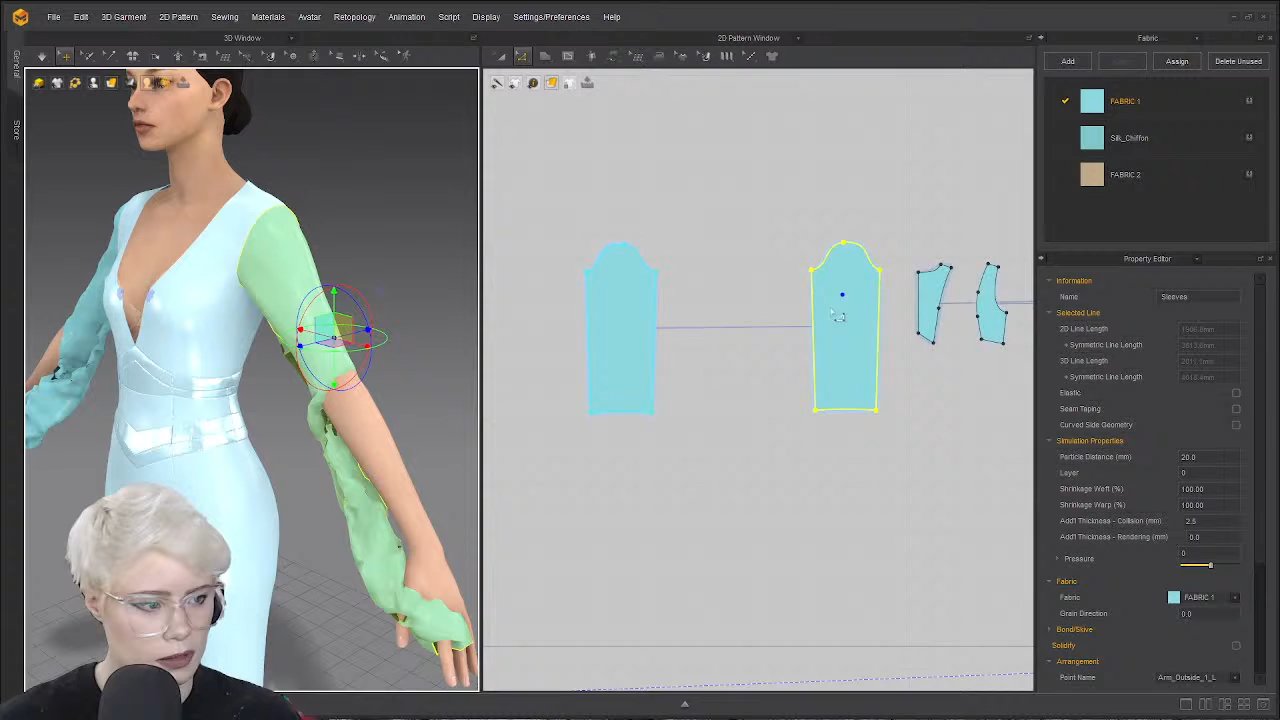 File Edit 3D Garment 2D Pattern Sewing Materials Avatar Retopology Animation Script Display Settings/Preferences Help
3D Window
2D Pattern Window
Fabric
General
Store
Add Assign Delete Unused
FABRIC 1
Silk_Chiffon
FABRIC 2
Property Editor
Information
Name Sleeves
Selected Line
2D Line Length
+ Symmetric Line Length
3D Line Length
+ Symmetric Line Length
Elastic
Seam Taping
Curved Side Geometry
Simulation Properties
Particle Distance (mm) 20.0
Layer 0
Shrinkage Weft (%) 100.00
Shrinkage Warp (%) 100.00
Add'l Thickness - Collision (mm) 2.5
Add'l Thickness - Rendering (mm) 0.0
Pressure 0
Fabric
Fabric FABRIC 1
Grain Direction 0.0
Bond/Skive
Solidify
Arrangement
Point Name Arm_Outside_1_L